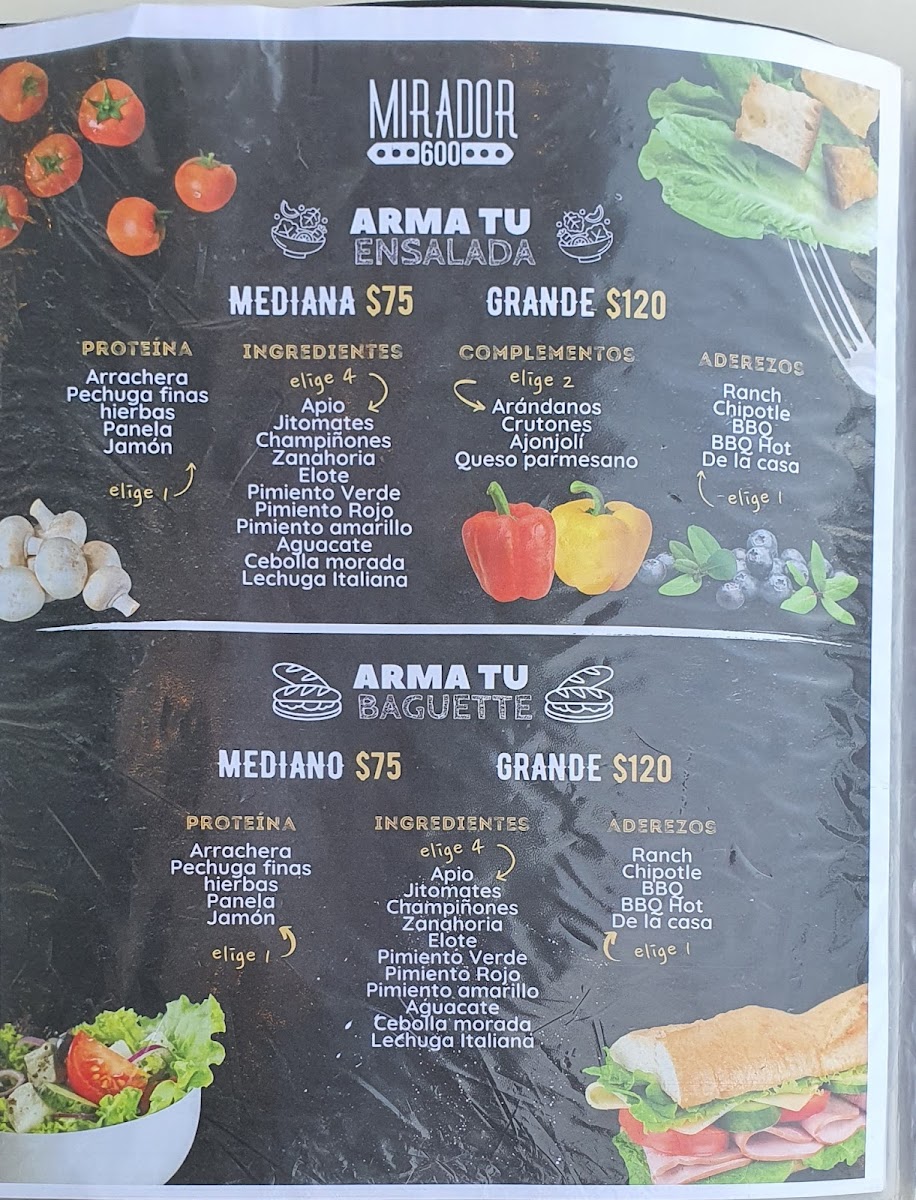 MIRADOR
600
ARMA TU
ENSALADA
MEDIANA $75
GRANDE $120
PROTEÍNA
Arrachera
Pechuga finas
hierbas
Panela
Jamón
elige 1
INGREDIENTES
elige 4
Apio
Jitomates
Champiñones
Zanahoria
Elote
Pimiento Verde
Pimiento Rojo
Pimiento amarillo
Aguacate
Cebolla morada
Lechuga Italiana
COMPLEMENTOS
elige 2
Arándanos
Crutones
Ajonjolí
Queso parmesano
ADEREZOS
Ranch
Chipotle
BBQ
BBQ Hot
De la casa
elige 1
ARMA TU
BAGUETTE
MEDIANO $75
GRANDE $120
PROTEÍNA
Arrachera
Pechuga finas
hierbas
Panela
Jamón
elige 1
INGREDIENTES
elige 4
Apio
Jitomates
Champiñones
Zanahoria
Elote
Pimiento Verde
Pimiento Rojo
Pimiento amarillo
Aguacate
Cebolla morada
Lechuga Italiana
ADEREZOS
Ranch
Chipotle
BBQ
BBQ Hot
De la casa
elige 1